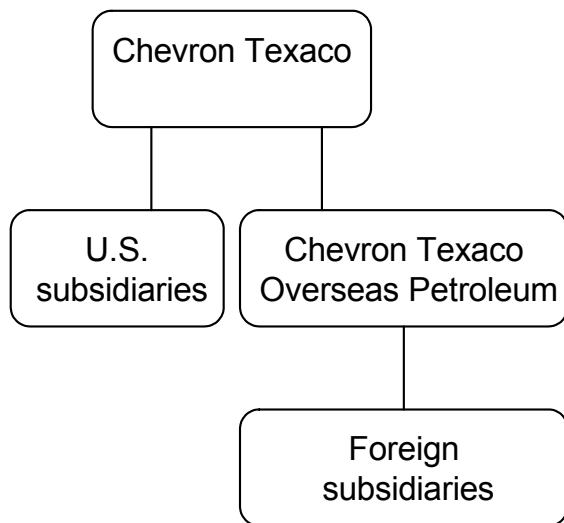 Chevron Texaco
U.S.
subsidiaries
Chevron Texaco
Overseas Petroleum
Foreign
subsidiaries